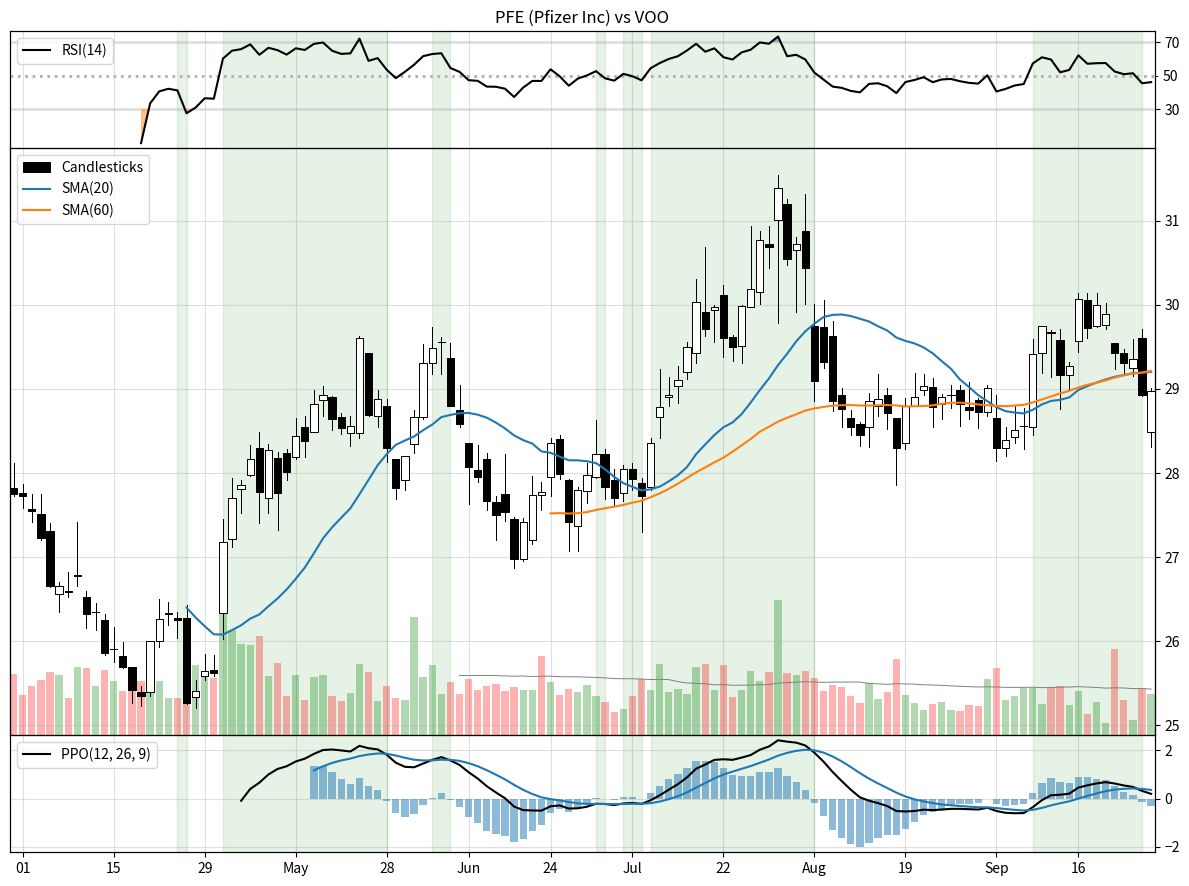 PFE (Pfizer Inc) vs VOO
RSI(14)
70
50
30
Candlesticks
SMA(20)
SMA(60)
31
30
29
28
27
26
25
PPO(12, 26, 9)
2
0
−2
01 15 29 May 28 Jun 24 Jul 22 Aug 19 Sep 16